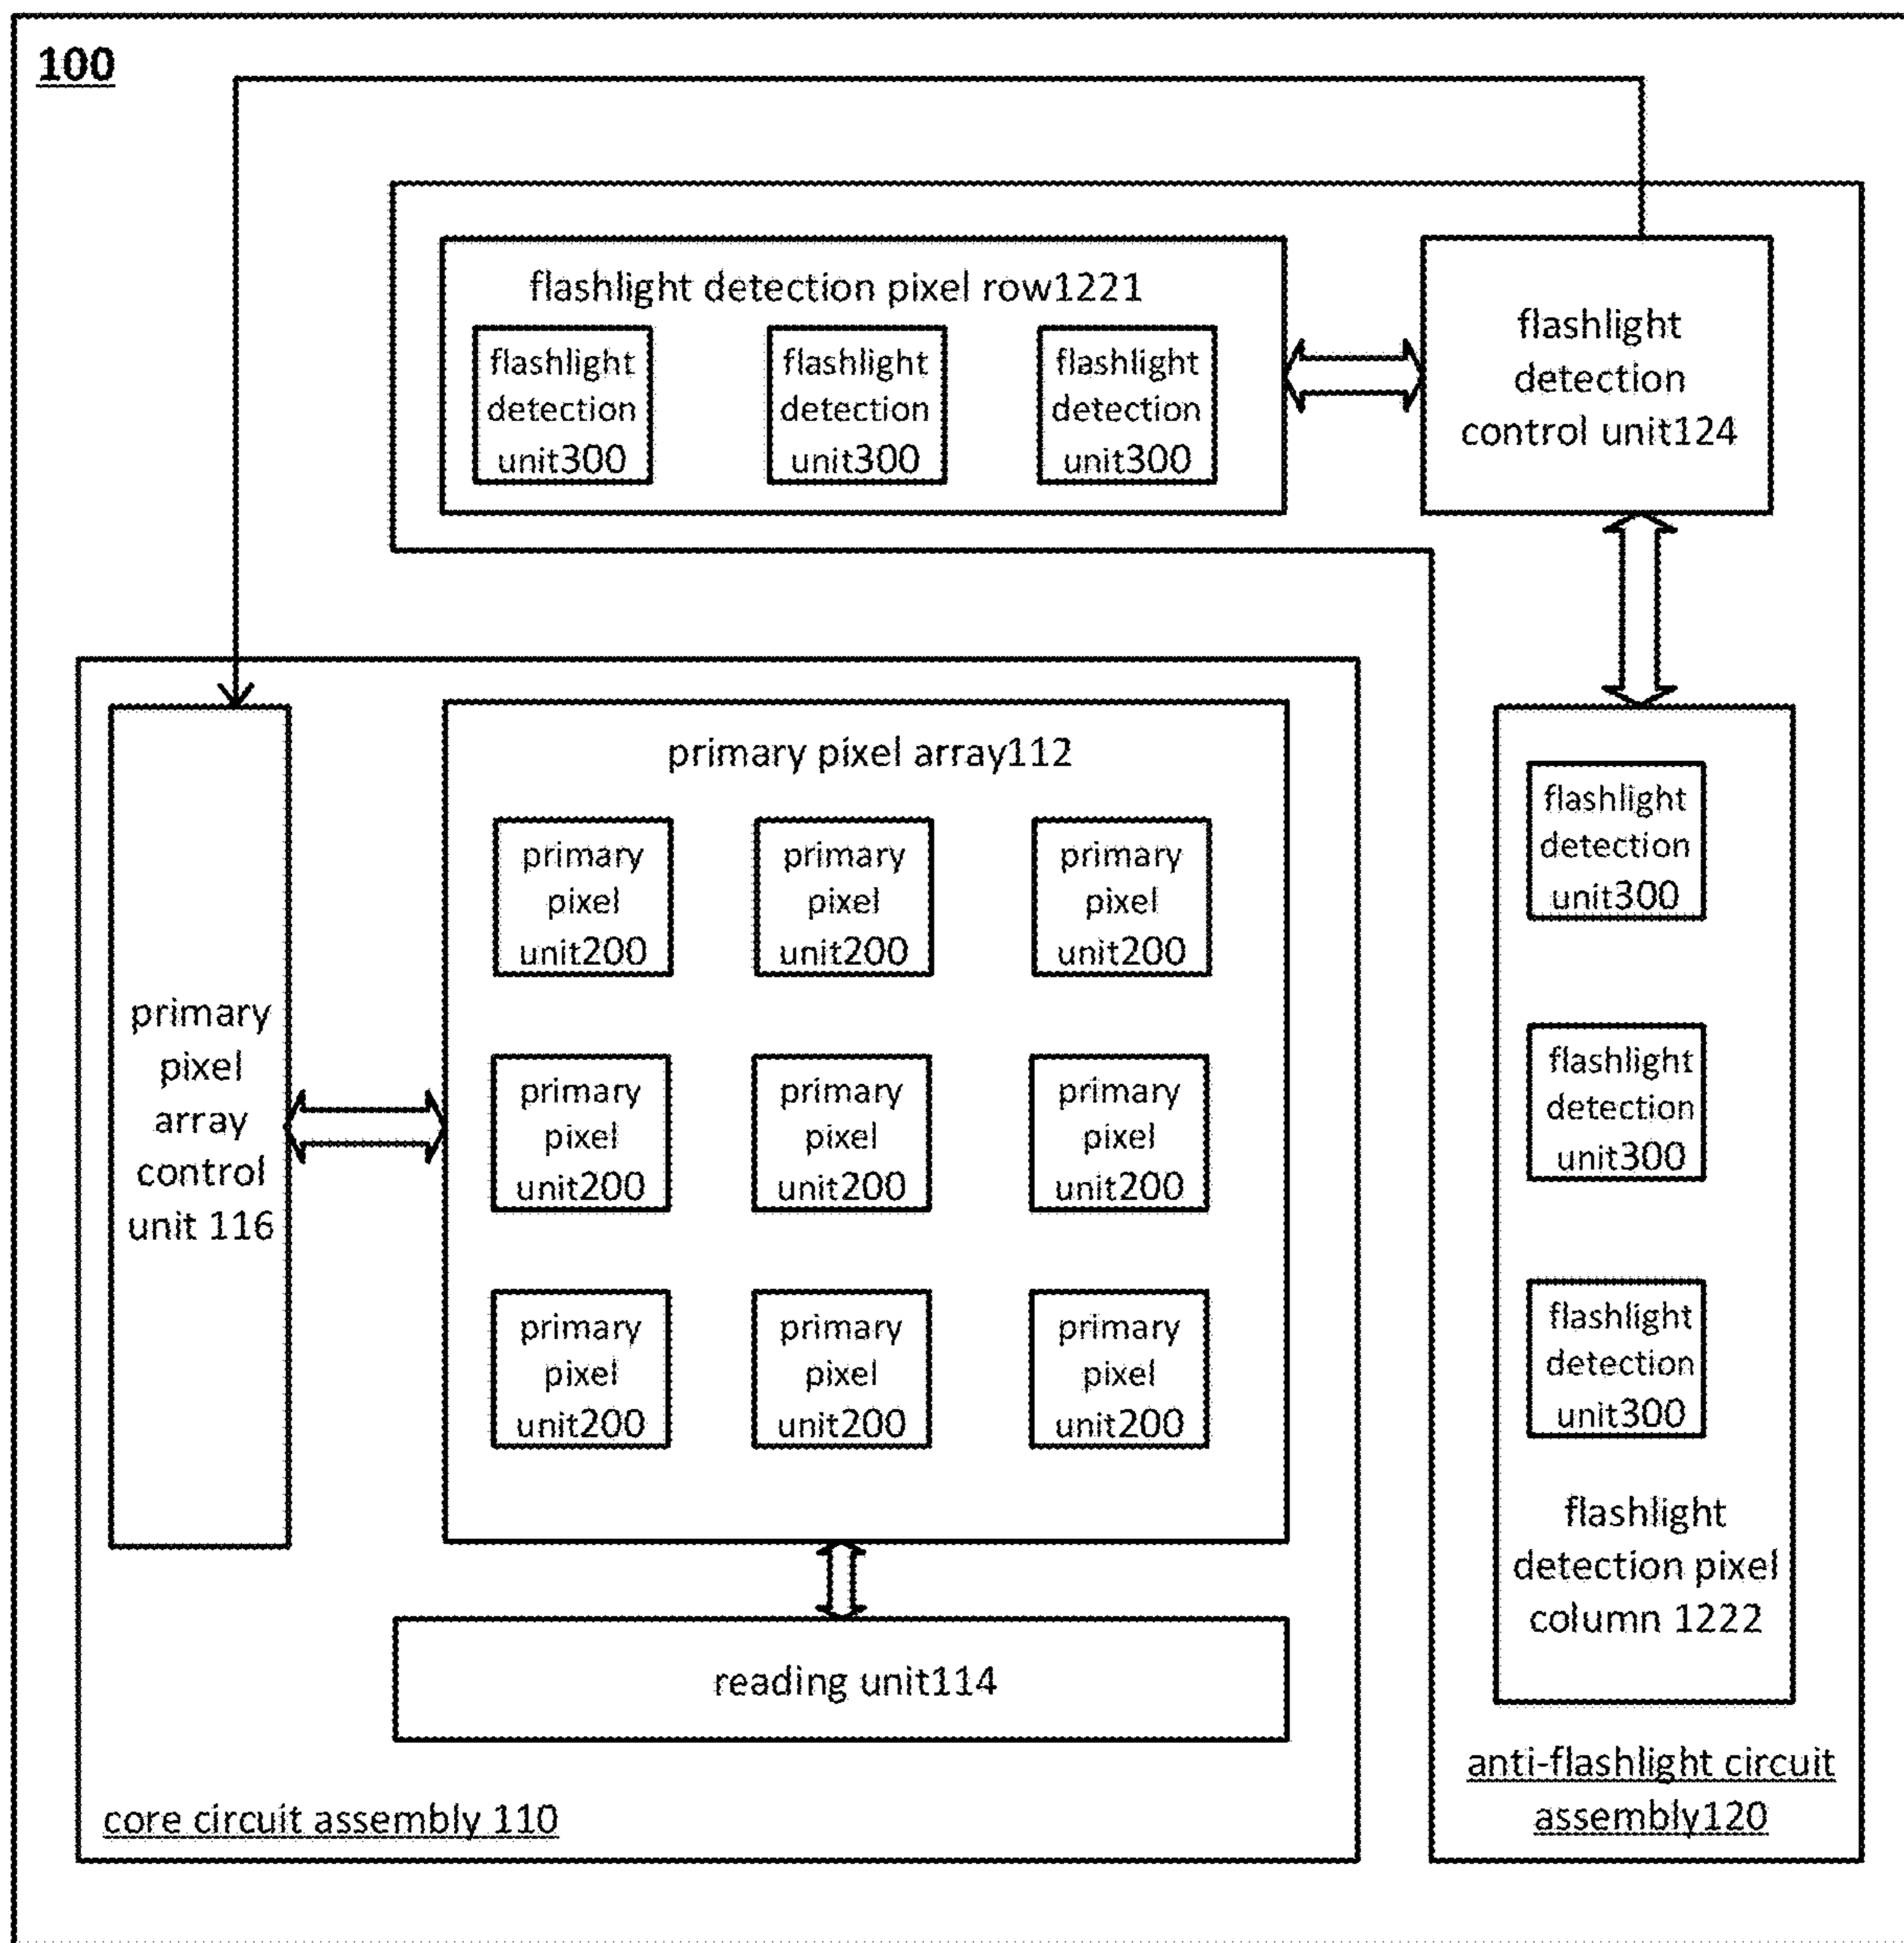 100
flashlight detection pixel row1221
flashlight
detection
unit300
flashlight
detection
unit300
flashlight
detection
unit300
flashlight
detection
control unit124
primary
pixel
array
control
unit 116
primary pixel array112
primary
pixel
unit200
primary
pixel
unit200
primary
pixel
unit200
primary
pixel
unit200
primary
pixel
unit200
primary
pixel
unit200
primary
pixel
unit200
primary
pixel
unit200
primary
pixel
unit200
reading unit114
core circuit assembly 110
flashlight
detection
unit300
flashlight
detection
unit300
flashlight
detection
unit300
flashlight
detection pixel
column 1222
anti-flashlight circuit
assembly120